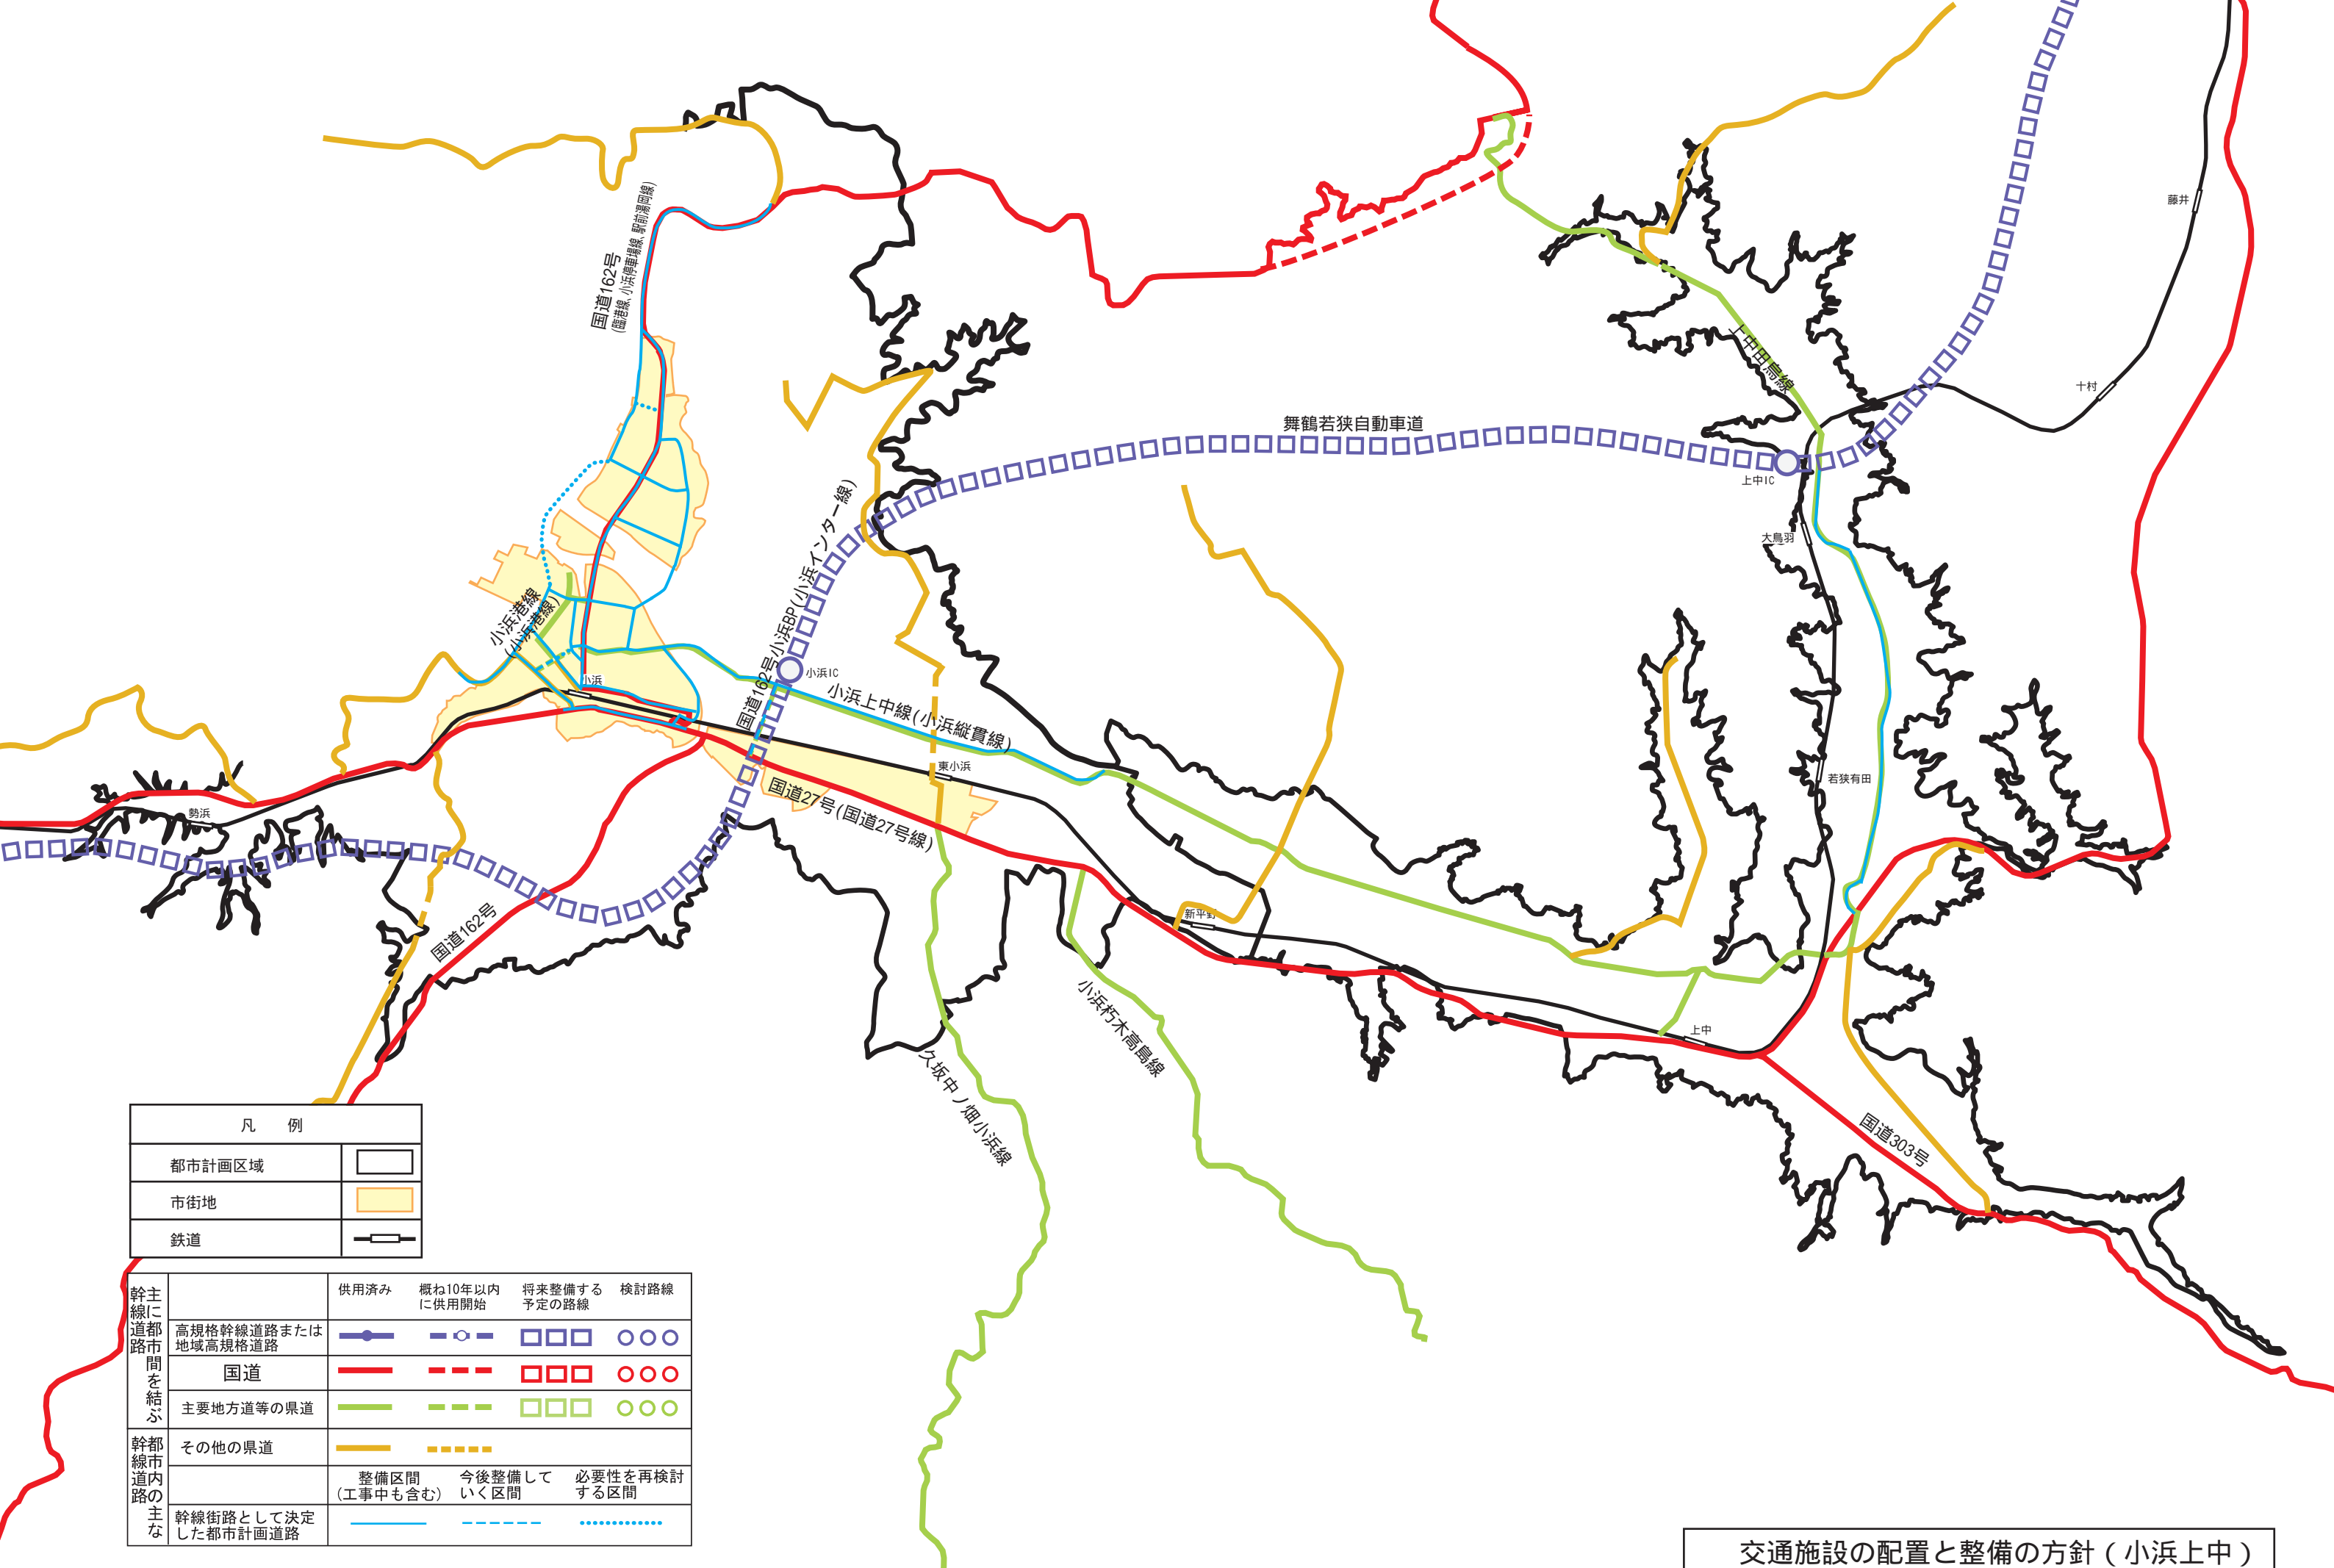 国道162号
(臨港線、小浜停車場線、駅前湯岡線)
藤井
十村
上中田烏線
舞鶴若狭自動車道
上中IC
大鳥羽
国道162号小浜BP(小浜インター線)
小浜港線
(小浜港線)
小浜
小浜IC
小浜上中線(小浜縦貫線)
東小浜
若狭有田
国道27号(国道27号線)
勢浜
新平野
国道162号
小浜朽木高島線
上中
久坂中ノ畑小浜線
国道303号
凡　例
都市計画区域
市街地
鉄道
主に都市間を結ぶ
幹線道路
供用済み
概ね10年以内
に供用開始
将来整備する
予定の路線
検討路線
高規格幹線道路または
地域高規格道路
国道
主要地方道等の県道
都市内の主な
幹線道路
その他の県道
整備区間
(工事中も含む)
今後整備して
いく区間
必要性を再検討
する区間
幹線街路として決定
した都市計画道路
交通施設の配置と整備の方針(小浜上中)